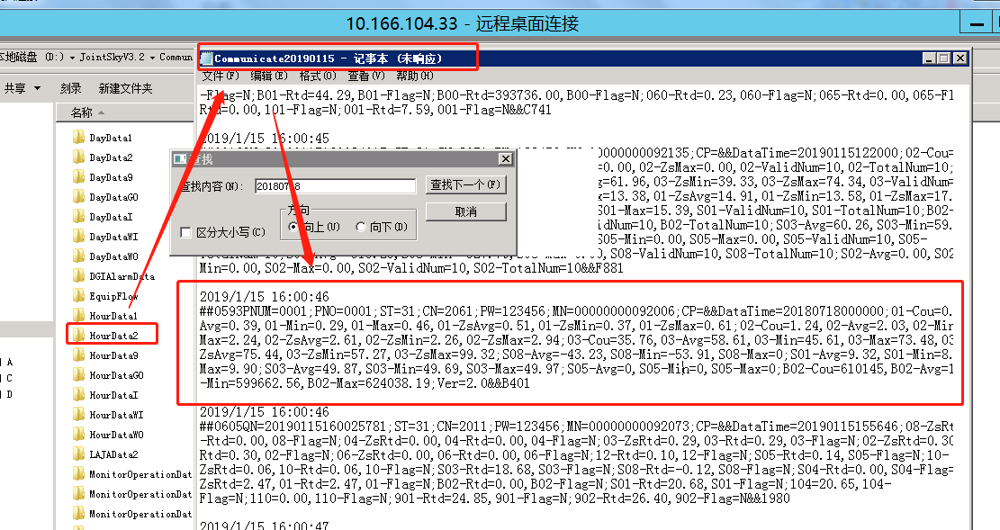 10.166.104.33 - 远程桌面连接
本地磁盘 (D:) ▾ JointSkyV3.2 ▾ Commun
共享 刻录 新建文件夹
名称
DayData1
DayData2
DayData9
DayDataGO
DayDataI
DayDataWI
DayDataWO
DGIAlarmData
EquipFlow
HourData1
HourData2
HourData9
HourDataGO
HourDataI
HourDataWI
HourDataWO
LAJAData2
MonitorOperationDat
MonitorOperationDat
MonitorOperationDat
A
C
D
Communicate20190115 - 记事本 (未响应)
文件(F) 编辑(E) 格式(O) 查看(V) 帮助(H)
-Flag=N;B01-Rtd=44.29,B01-Flag=N;B00-Rtd=393736.00,B00-Flag=N;060-Rtd=0.23,060-Flag=N;065-Rtd=0.00,065-Fl
Rtd=0.00,101-Flag=N;001-Rtd=7.59,001-Flag=N&&C741
2019/1/15 16:00:45
MN=00000000092135;CP=&&DataTime=20190115122000;02-Cou=
=0.00,02-ZsMax=0.00,02-ValidNum=10,02-TotalNum=10;
g=61.96,03-ZsMin=39.33,03-ZsMax=74.34,03-ValidNum=
=13.38,01-ZsAvg=14.91,01-ZsMin=13.58,01-ZsMax=17.
S01-Max=15.39,S01-ValidNum=10,S01-TotalNum=10;B02-
idNum=10,B02-TotalNum=10;S03-Avg=60.26,S03-Min=59.
S05-Min=0.00,S05-Max=0.00,S05-ValidNum=10,S05-
S08-ValidNum=10,S08-TotalNum=10;S02-Avg=0.00,S02
Min=0.00,S02-Max=0.00,S02-ValidNum=10,S02-TotalNum=10&&F881
查找
查找内容(N):
查找下一个(F)
方向
取消
区分大小写(C)
向上(U) 向下(D)
2019/1/15 16:00:46
##0593PNUM=0001;PNO=0001;ST=31;CN=2061;PW=123456;MN=00000000092006;CP=&&DataTime=20180718000000;01-Cou=0.
Avg=0.39,01-Min=0.29,01-Max=0.46,01-ZsAvg=0.51,01-ZsMin=0.37,01-ZsMax=0.61;02-Cou=1.24,02-Avg=2.03,02-Min
Max=2.24,02-ZsAvg=2.61,02-ZsMin=2.26,02-ZsMax=2.94;03-Cou=35.76,03-Avg=58.61,03-Min=45.61,03-Max=73.48,03
ZsAvg=75.44,03-ZsMin=57.27,03-ZsMax=99.32;S08-Avg=-43.23,S08-Min=-53.91,S08-Max=0;S01-Avg=9.32,S01-Min=8.
Max=9.90;S03-Avg=49.87,S03-Min=49.69,S03-Max=49.97;S05-Avg=0,S05-Min=0,S05-Max=0;B02-Cou=610145,B02-Avg=1
-Min=599662.56,B02-Max=624038.19;Ver=2.0&&B401
2019/1/15 16:00:46
##0605QN=20190115160025781;ST=31;CN=2011;PW=123456;MN=00000000092073;CP=&&DataTime=20190115155646;08-ZsRt
-Rtd=0.00,08-Flag=N;04-ZsRtd=0.00,04-Rtd=0.00,04-Flag=N;03-ZsRtd=0.29,03-Rtd=0.29,03-Flag=N;02-ZsRtd=0.30
Rtd=0.30,02-Flag=N;06-ZsRtd=0.00,06-Rtd=0.00,06-Flag=N;12-Rtd=0.10,12-Flag=N;S05-Rtd=0.14,S05-Flag=N;10-
ZsRtd=0.06,10-Rtd=0.06,10-Flag=N;S03-Rtd=18.68,S03-Flag=N;S08-Rtd=-0.12,S08-Flag=N;S04-Rtd=0.00,S04-Flag=
ZsRtd=2.47,01-Rtd=2.47,01-Flag=N;B02-Rtd=0.00,B02-Flag=N;S01-Rtd=20.68,S01-Flag=N;104=20.65,104-
Flag=N;110=0.00,110-Flag=N;901-Rtd=24.85,901-Flag=N;902-Rtd=26.40,902-Flag=N&&1980
2019/1/15 16:00:47